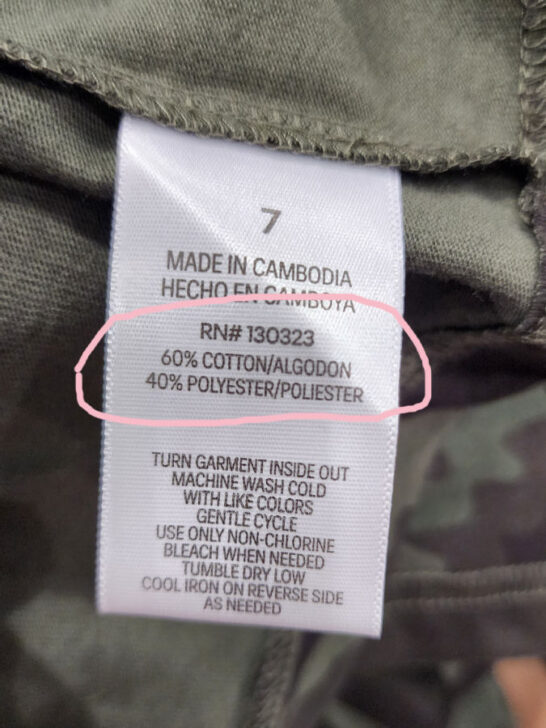 7
MADE IN CAMBODIA
HECHO EN CAMBOYA
RN# 130323
60% COTTON/ALGODON
40% POLYESTER/POLIESTER
TURN GARMENT INSIDE OUT
MACHINE WASH COLD
WITH LIKE COLORS
GENTLE CYCLE
USE ONLY NON-CHLORINE
BLEACH WHEN NEEDED
TUMBLE DRY LOW
COOL IRON ON REVERSE SIDE
AS NEEDED